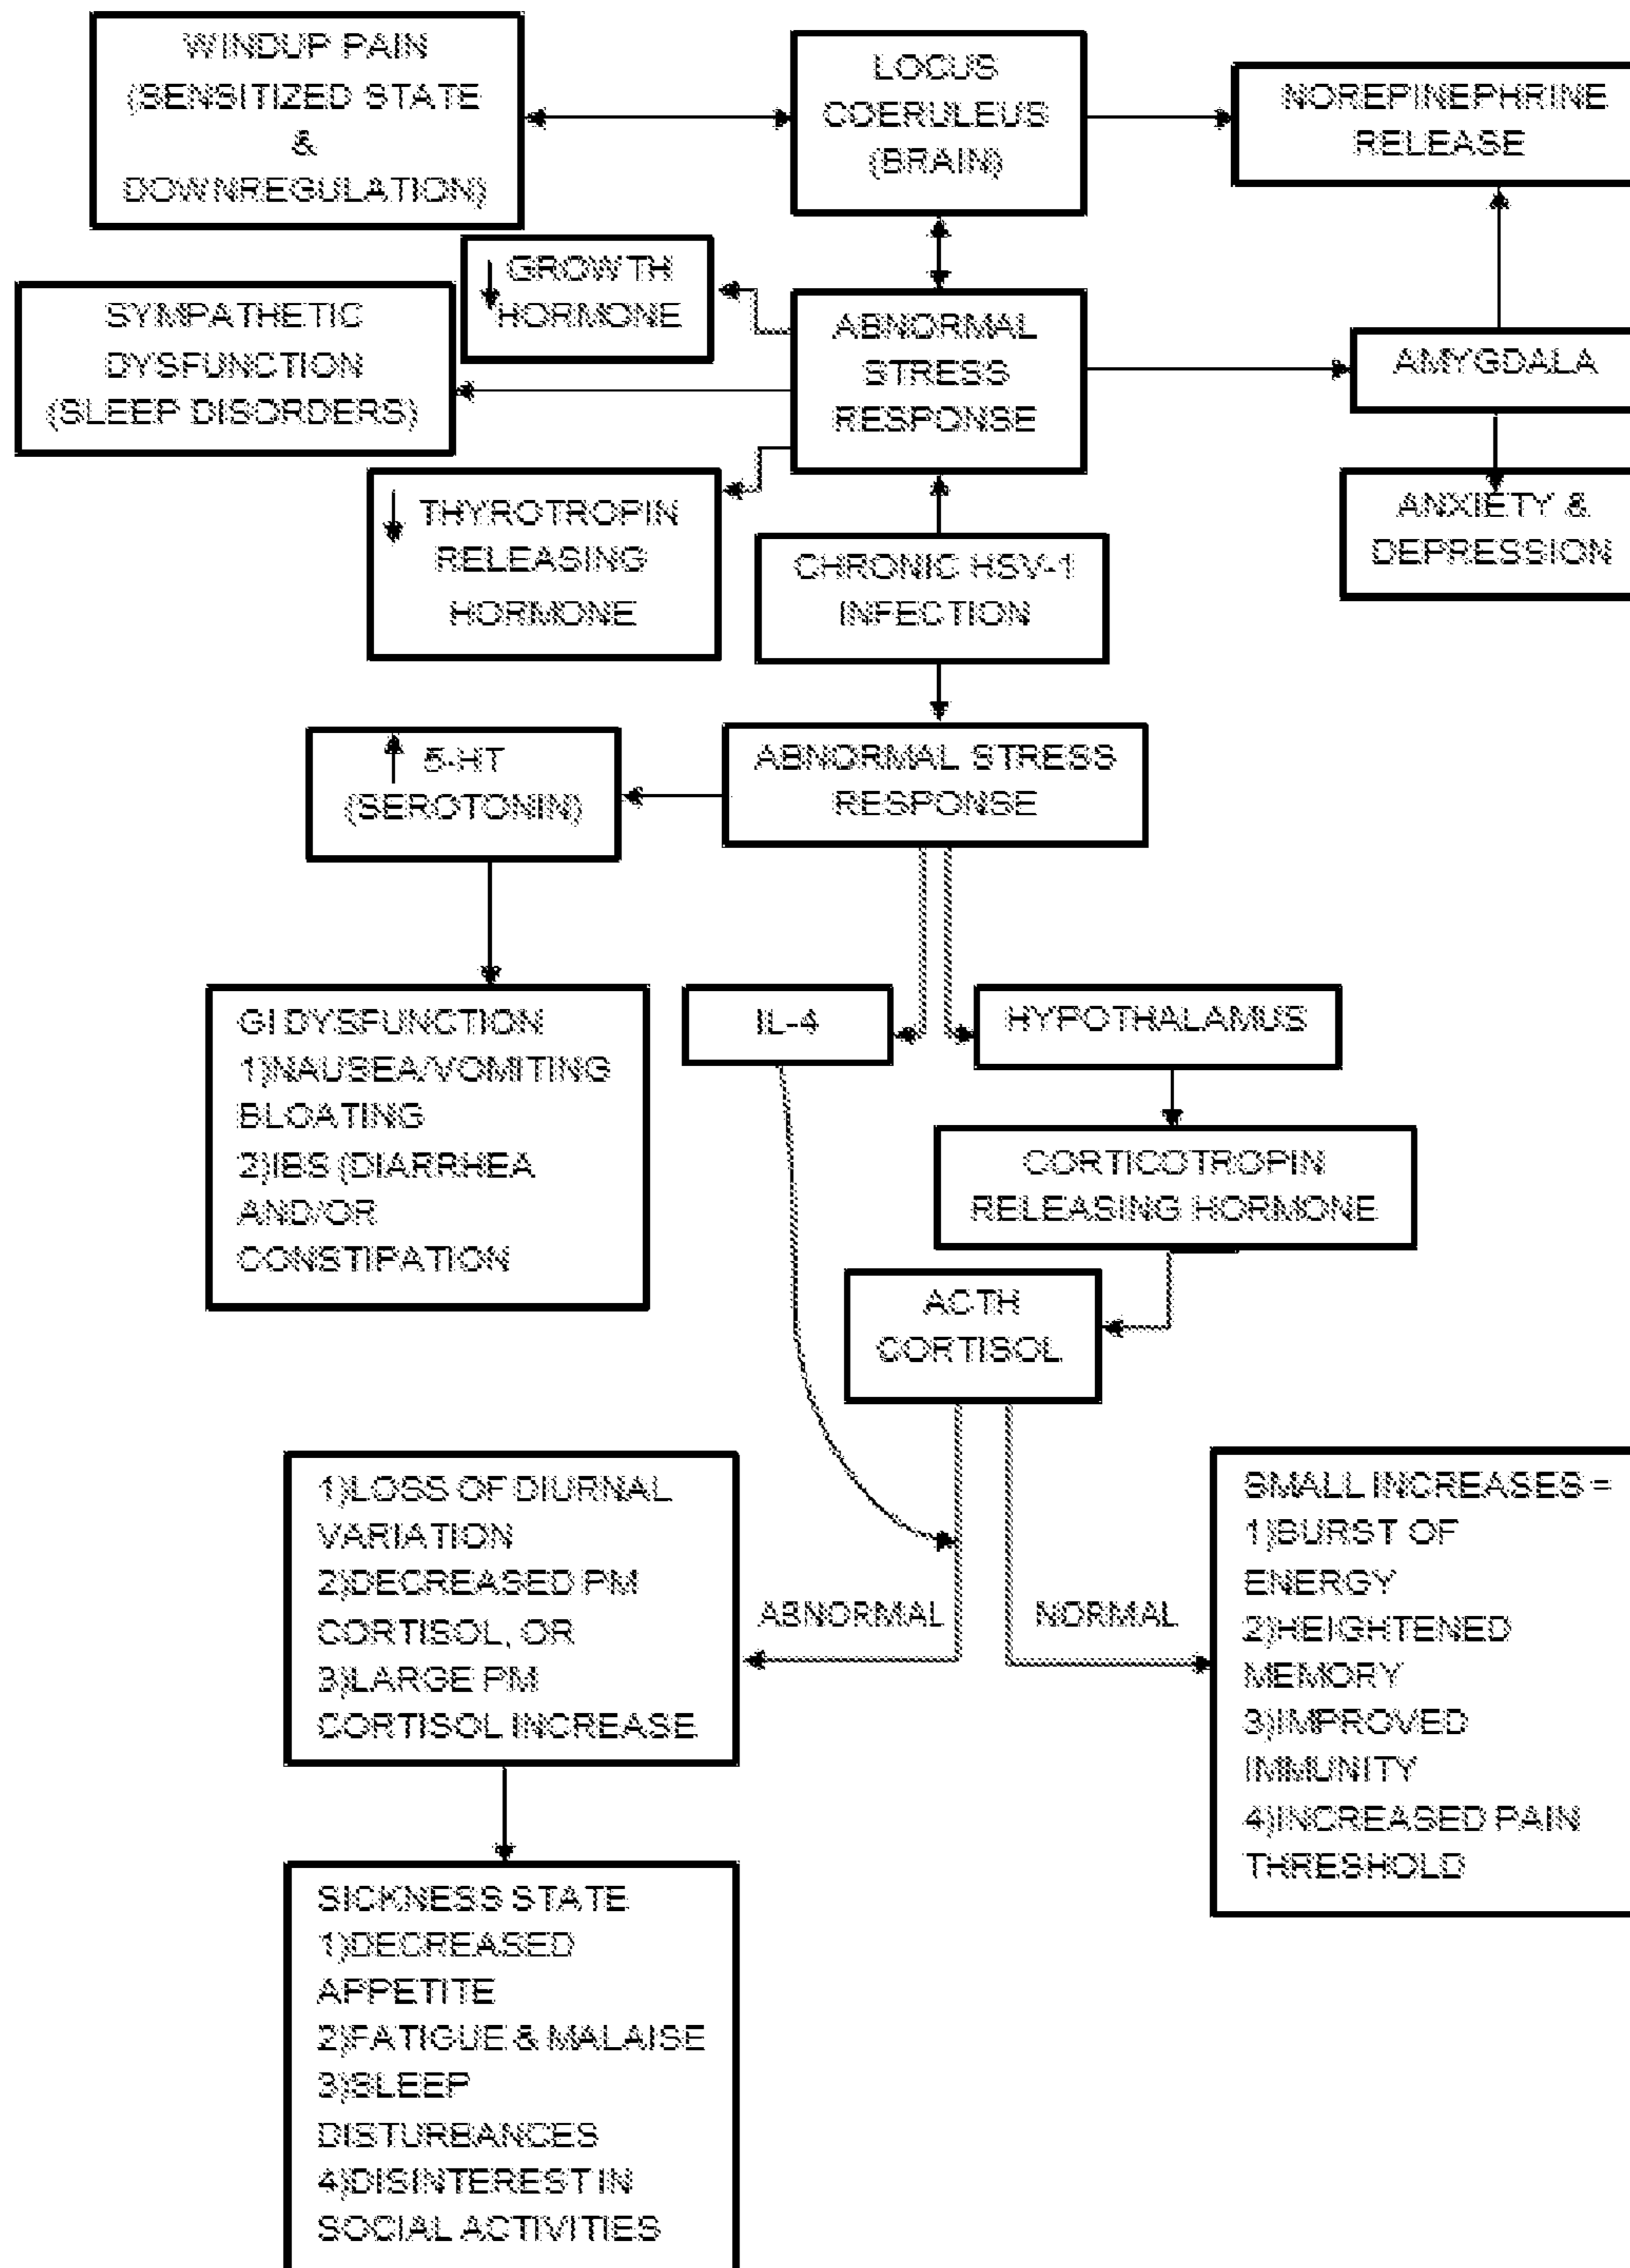 WINDUP PAIN
(SENSITIZED STATE
&
DOWNREGULATION)
LOCUS
COERULEUS
(BRAIN)
NOREPINEPHRINE
RELEASE
GROWTH
HORMONE
SYMPATHETIC
DYSFUNCTION
(SLEEP DISORDERS)
ABNORMAL
STRESS
RESPONSE
AMYGDALA
THYROTROPIN
RELEASING
HORMONE
ANXIETY &
DEPRESSION
CHRONIC HSV-1
INFECTION
5-HT
(SEROTONIN)
ABNORMAL STRESS
RESPONSE
GI DYSFUNCTION
1)NAUSEA/VOMITING
BLOATING
2)IBS (DIARRHEA
AND/OR
CONSTIPATION
IL-4
HYPOTHALAMUS
CORTICOTROPIN
RELEASING HORMONE
ACTH
CORTISOL
1)LOSS OF DIURNAL
VARIATION
2)DECREASED PM
CORTISOL, OR
3)LARGE PM
CORTISOL INCREASE
ABNORMAL
NORMAL
SMALL INCREASES =
1)BURST OF
ENERGY
2)HEIGHTENED
MEMORY
3)IMPROVED
IMMUNITY
4)INCREASED PAIN
THRESHOLD
SICKNESS STATE
1)DECREASED
APPETITE
2)FATIGUE & MALAISE
3)SLEEP
DISTURBANCES
4)DISINTEREST IN
SOCIAL ACTIVITIES